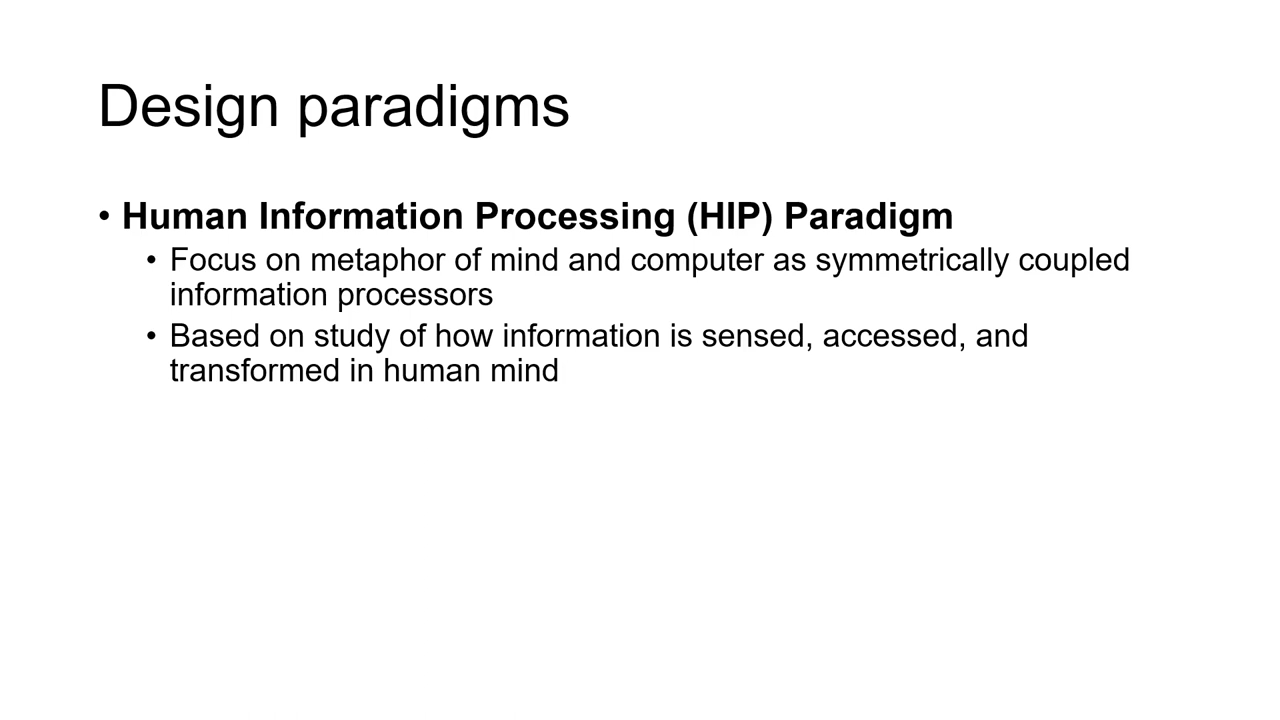 Design paradigms
• Human Information Processing (HIP) Paradigm
• Focus on metaphor of mind and computer as symmetrically coupled
information processors
• Based on study of how information is sensed, accessed, and
transformed in human mind